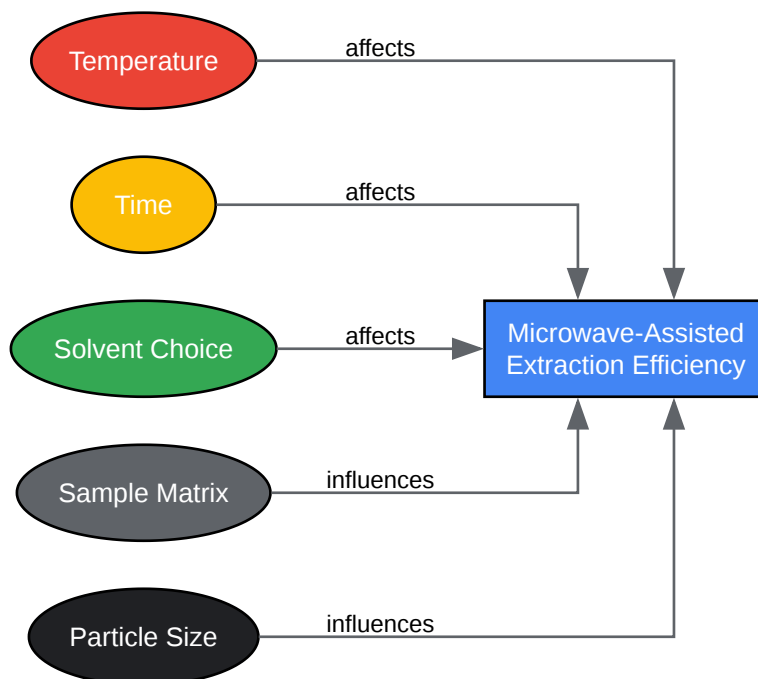 Temperature
affects
Time
affects
Solvent Choice
affects
Microwave-Assisted
Extraction Efficiency
Sample Matrix
influences
Particle Size
influences